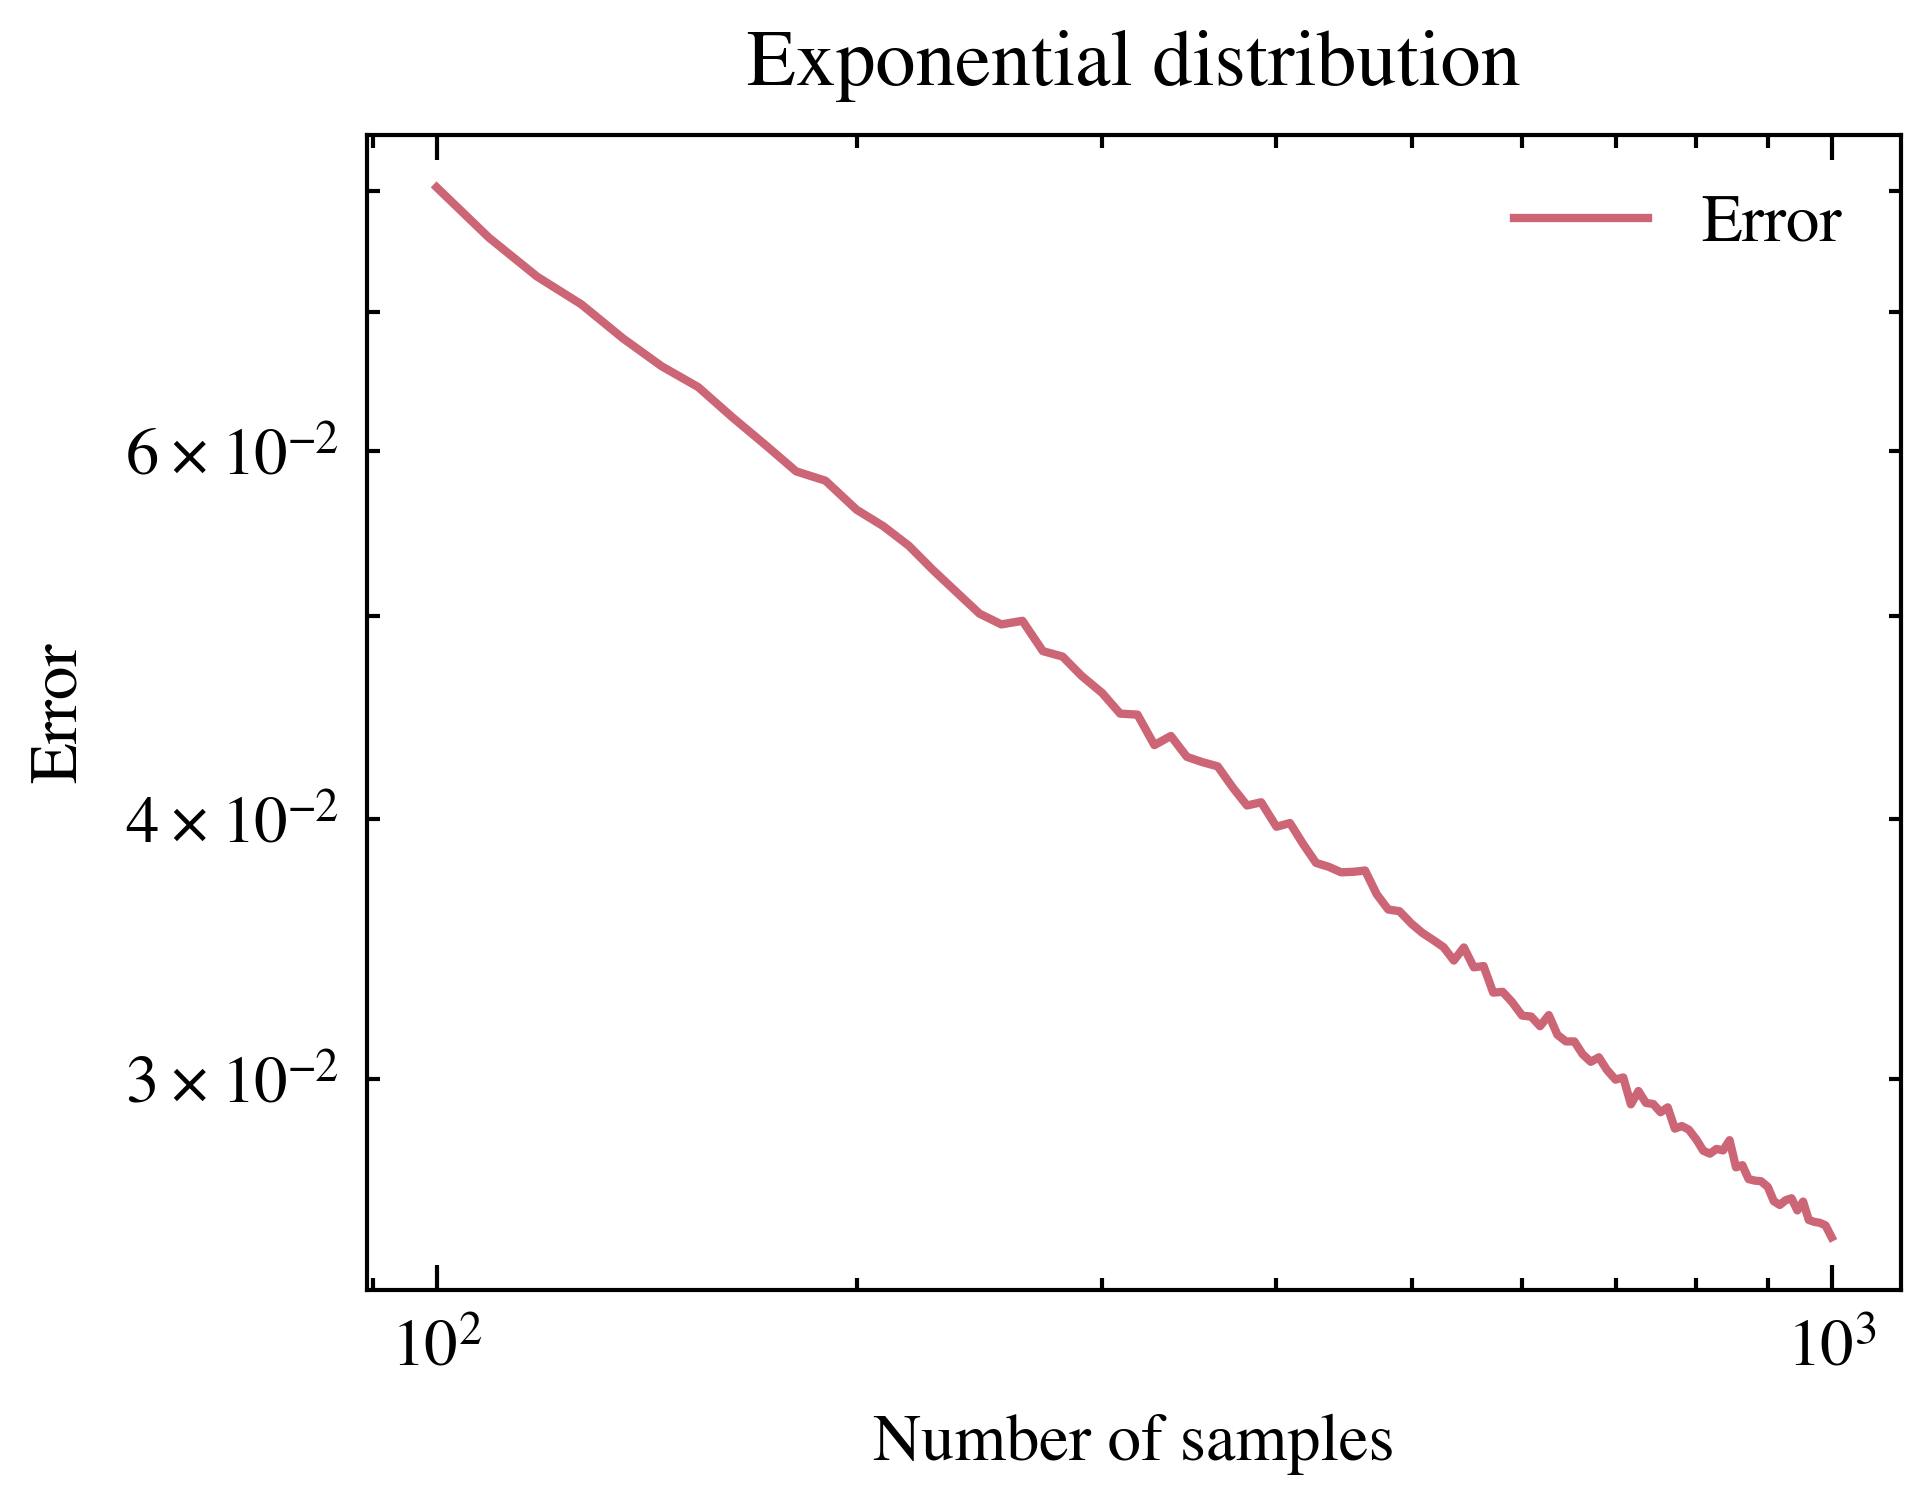 Exponential distribution
Error
6 × 10⁻²
4 × 10⁻²
3 × 10⁻²
Error
10² 10³
Number of samples